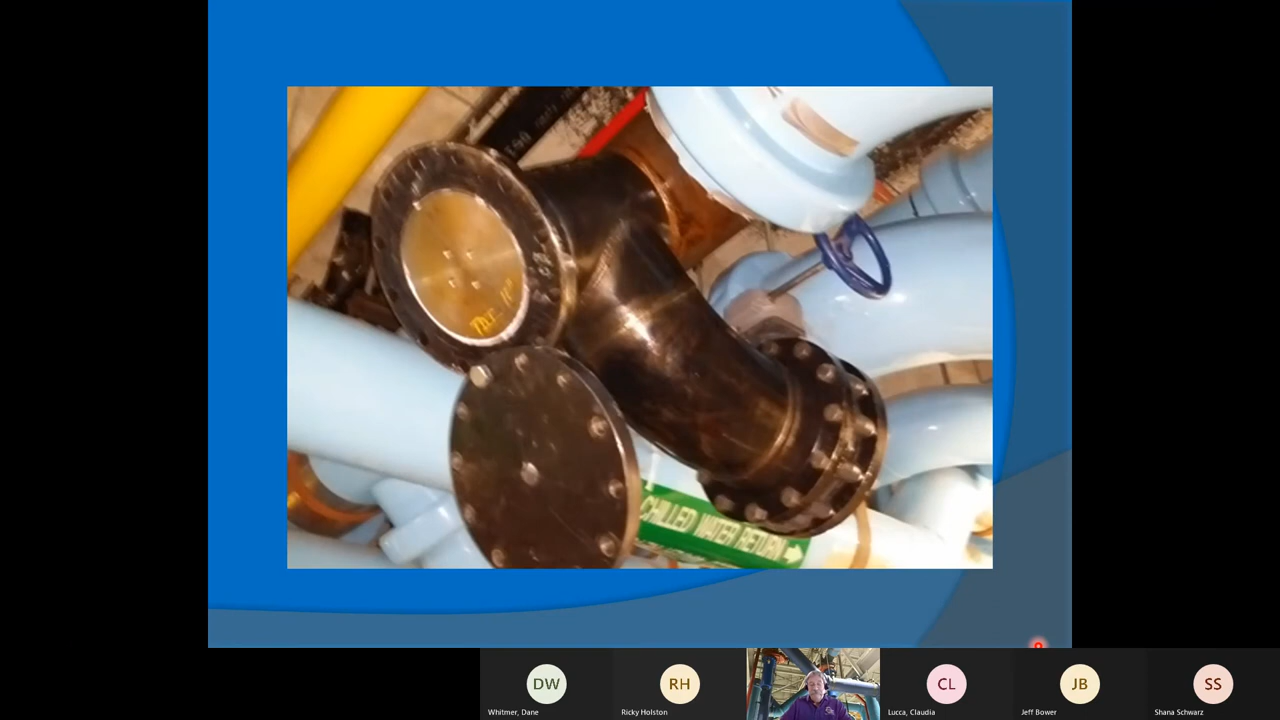 CHILLED WATER RETURN
DW
RH
CL
JB
SS
Whitmer, Dane
Ricky Holston
Lucca, Claudia
Jeff Bower
Shana Schwarz